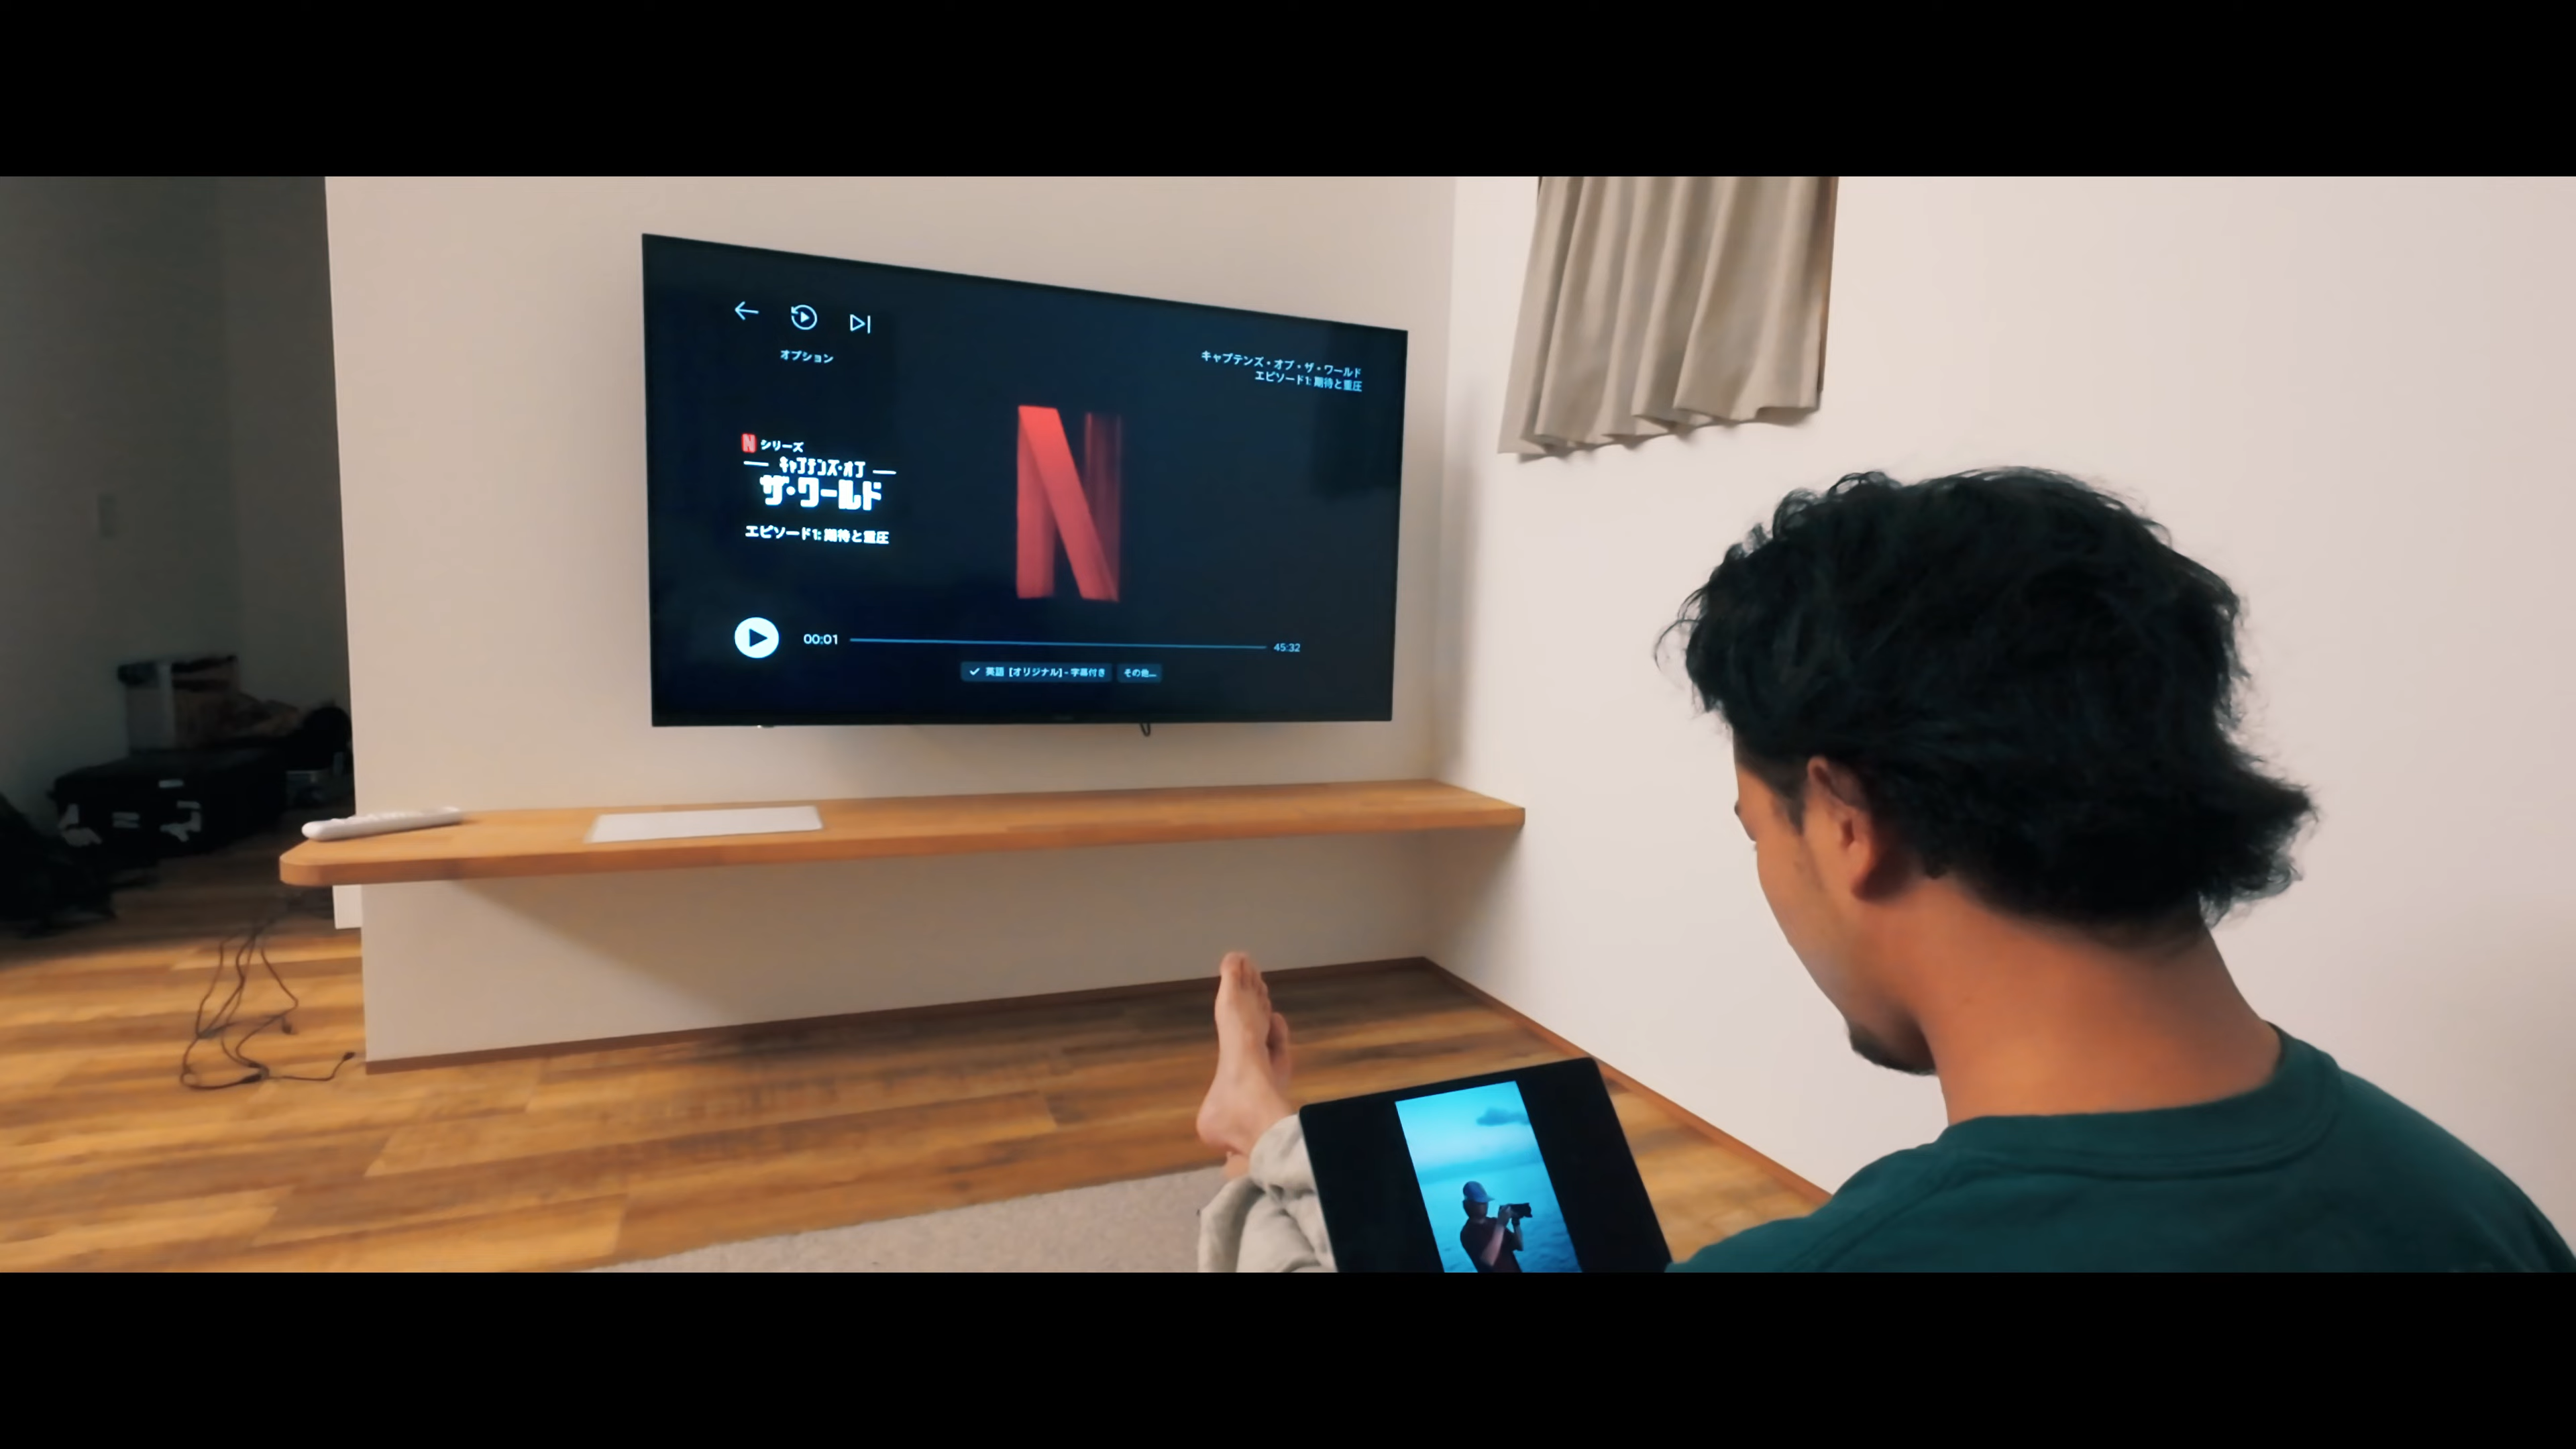 オプション
キャプテンズ・オブ・ザ・ワールド
エピソード1: 期待と重圧
N シリーズ
キャプテンズ・オブ
ザ・ワールド
エピソード1: 期待と重圧
N
00:01
45:32
英語 [オリジナル] - 字幕付き
その他...